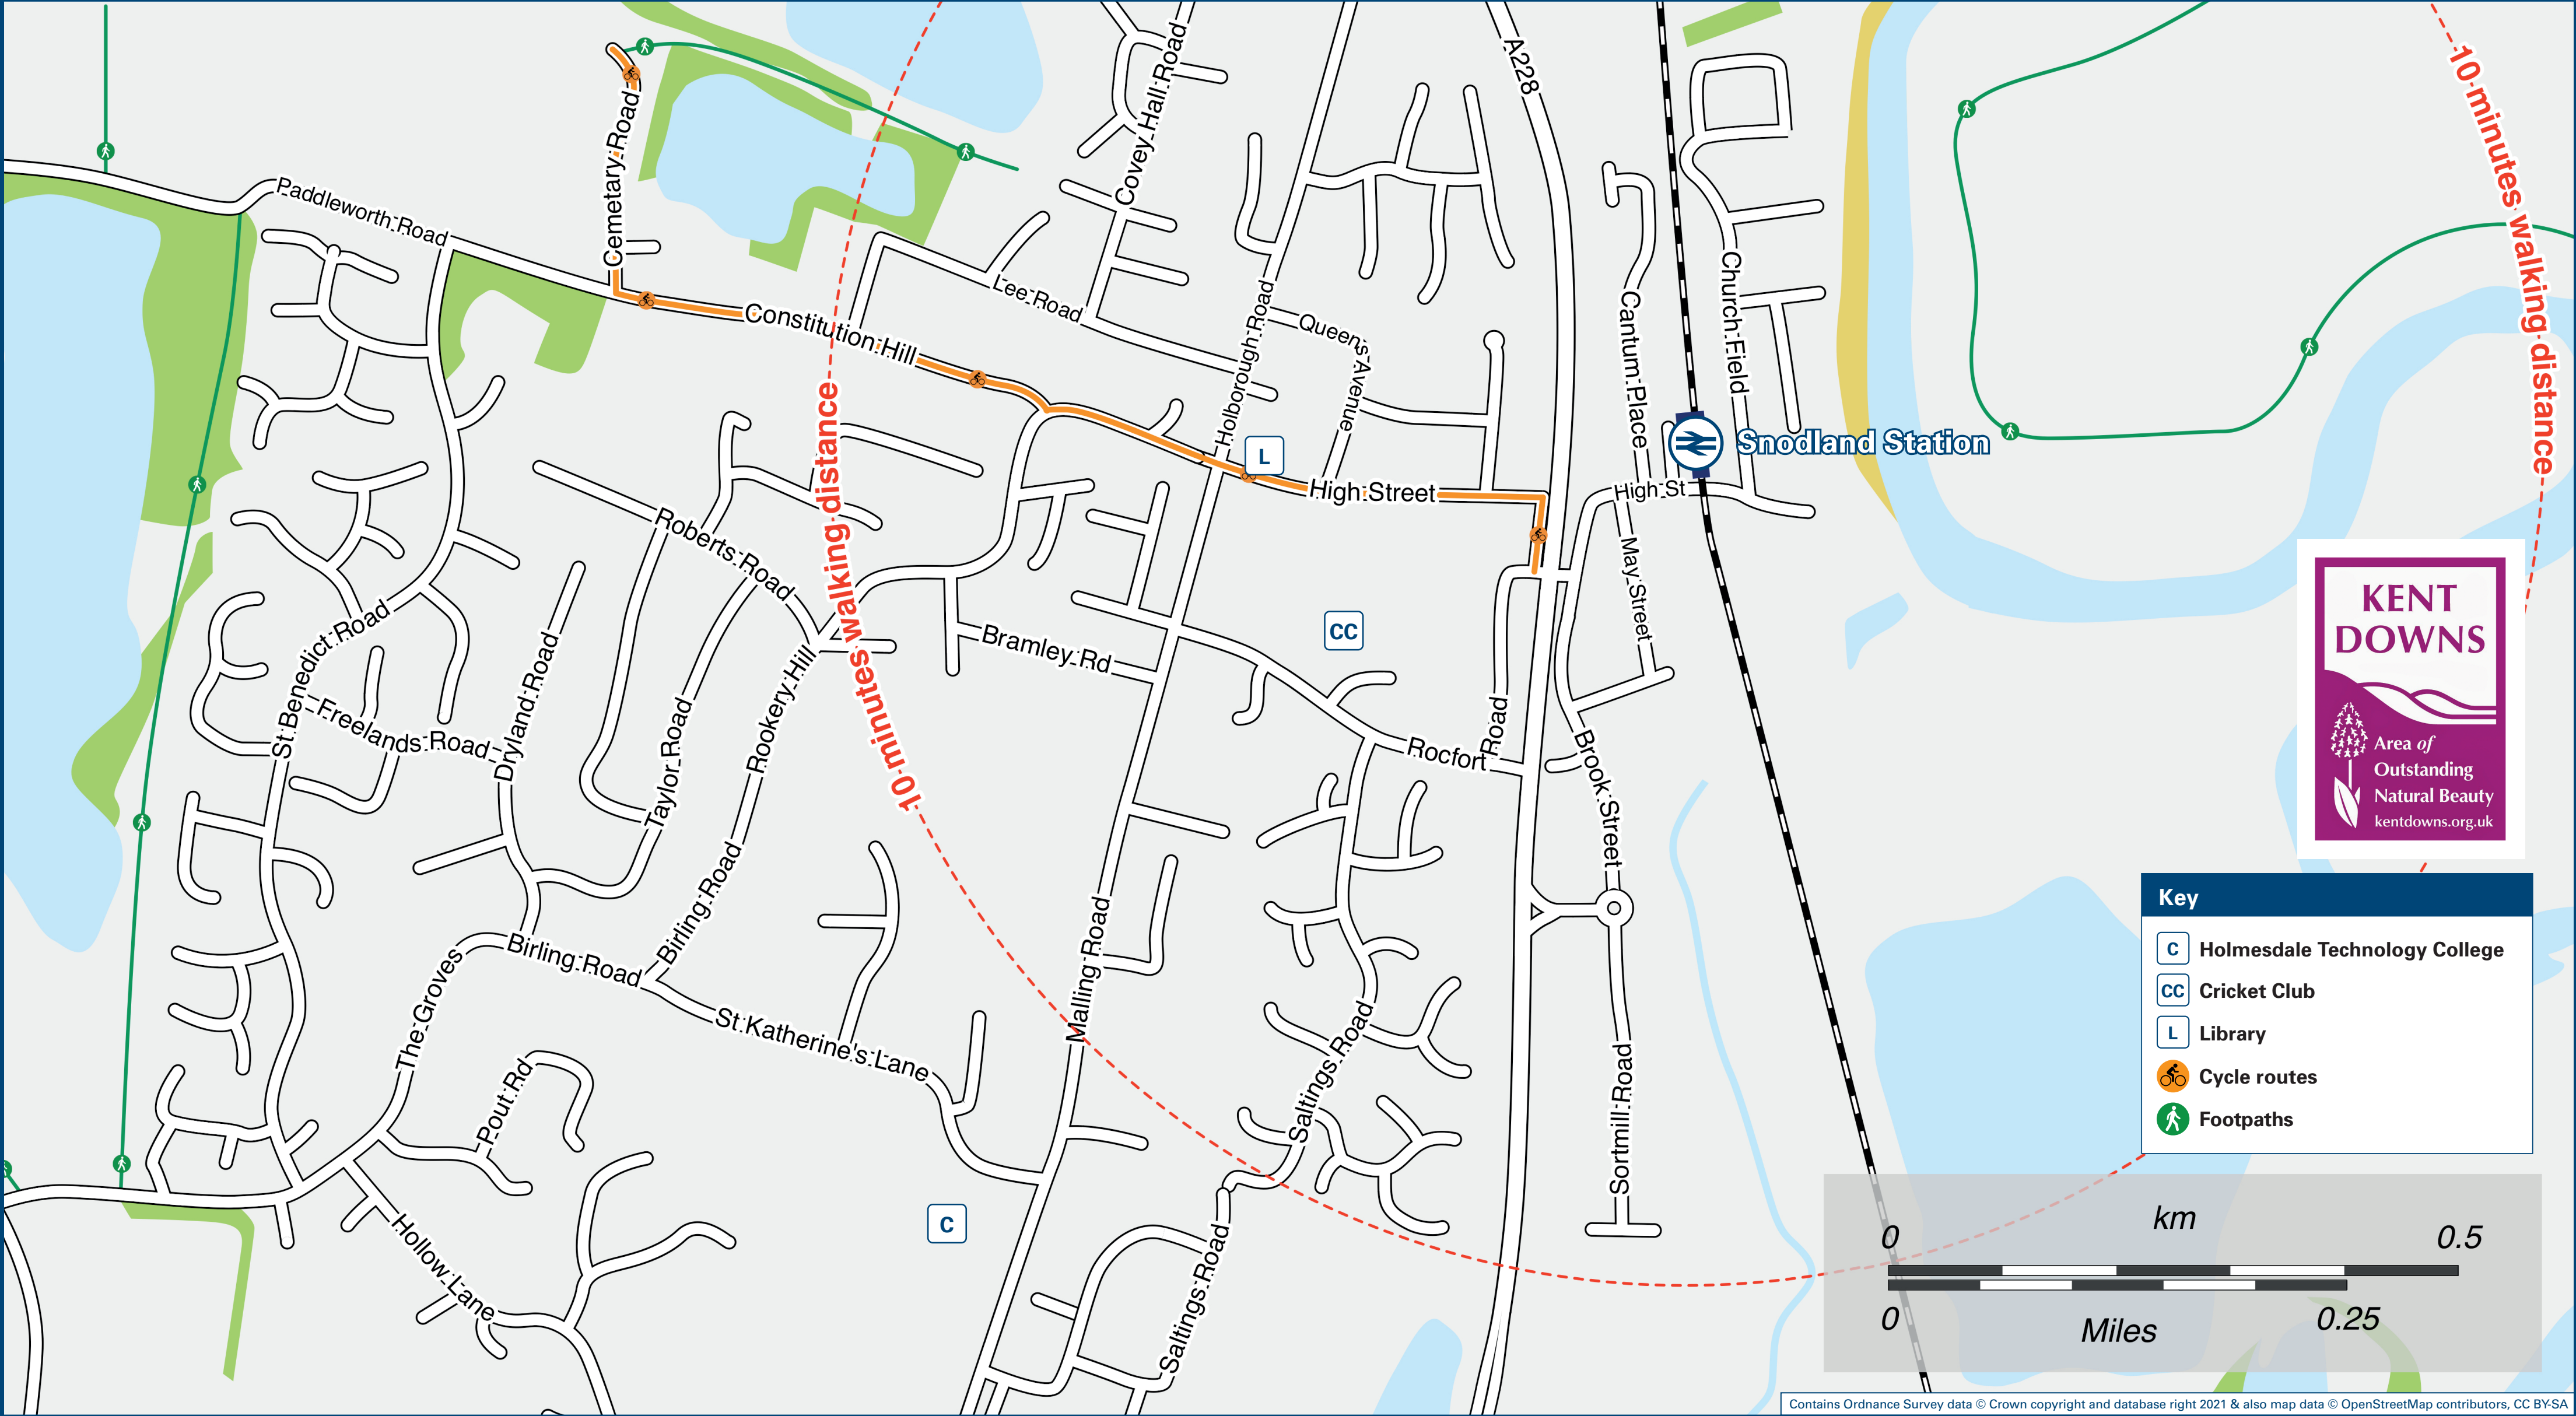 A228
10 minutes walking distance
Covey Hall Road
Cemetary Road
Paddleworth Road
Constitution Hill
Lee Road
Holborough Road
Queens Avenue
Cantum Place
Church Field
L
Snodland Station
High Street
High St
10 minutes walking distance
Roberts Road
May Street
CC
St Benedict Road
Bramley Rd
Freelands Road
Dryland Road
Taylor Road
Rookery Hill
Rocfort Road
Brook Street
Birling Road
Birling Road
The Groves
St Katherine's Lane
Malling Road
Saltings Road
Sortmill Road
Pout Rd
C
Hollow Lane
Saltings Road
KENT
DOWNS
Area of
Outstanding
Natural Beauty
kentdowns.org.uk
Key
C Holmesdale Technology College
CC Cricket Club
L Library
Cycle routes
Footpaths
km
0 0.5
0 0.25
Miles
Contains Ordnance Survey data © Crown copyright and database right 2021 & also map data © OpenStreetMap contributors, CC BY-SA